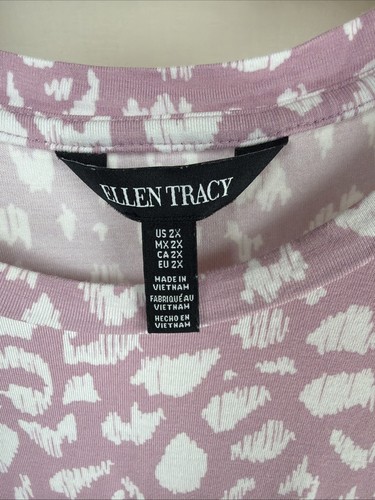 ELLEN TRACY
US 2X
MX 2X
CA 2X
EU 2X
MADE IN
VIETNAM
FABRIQUÉ AU
VIETNAM
HECHO EN
VIETNAM